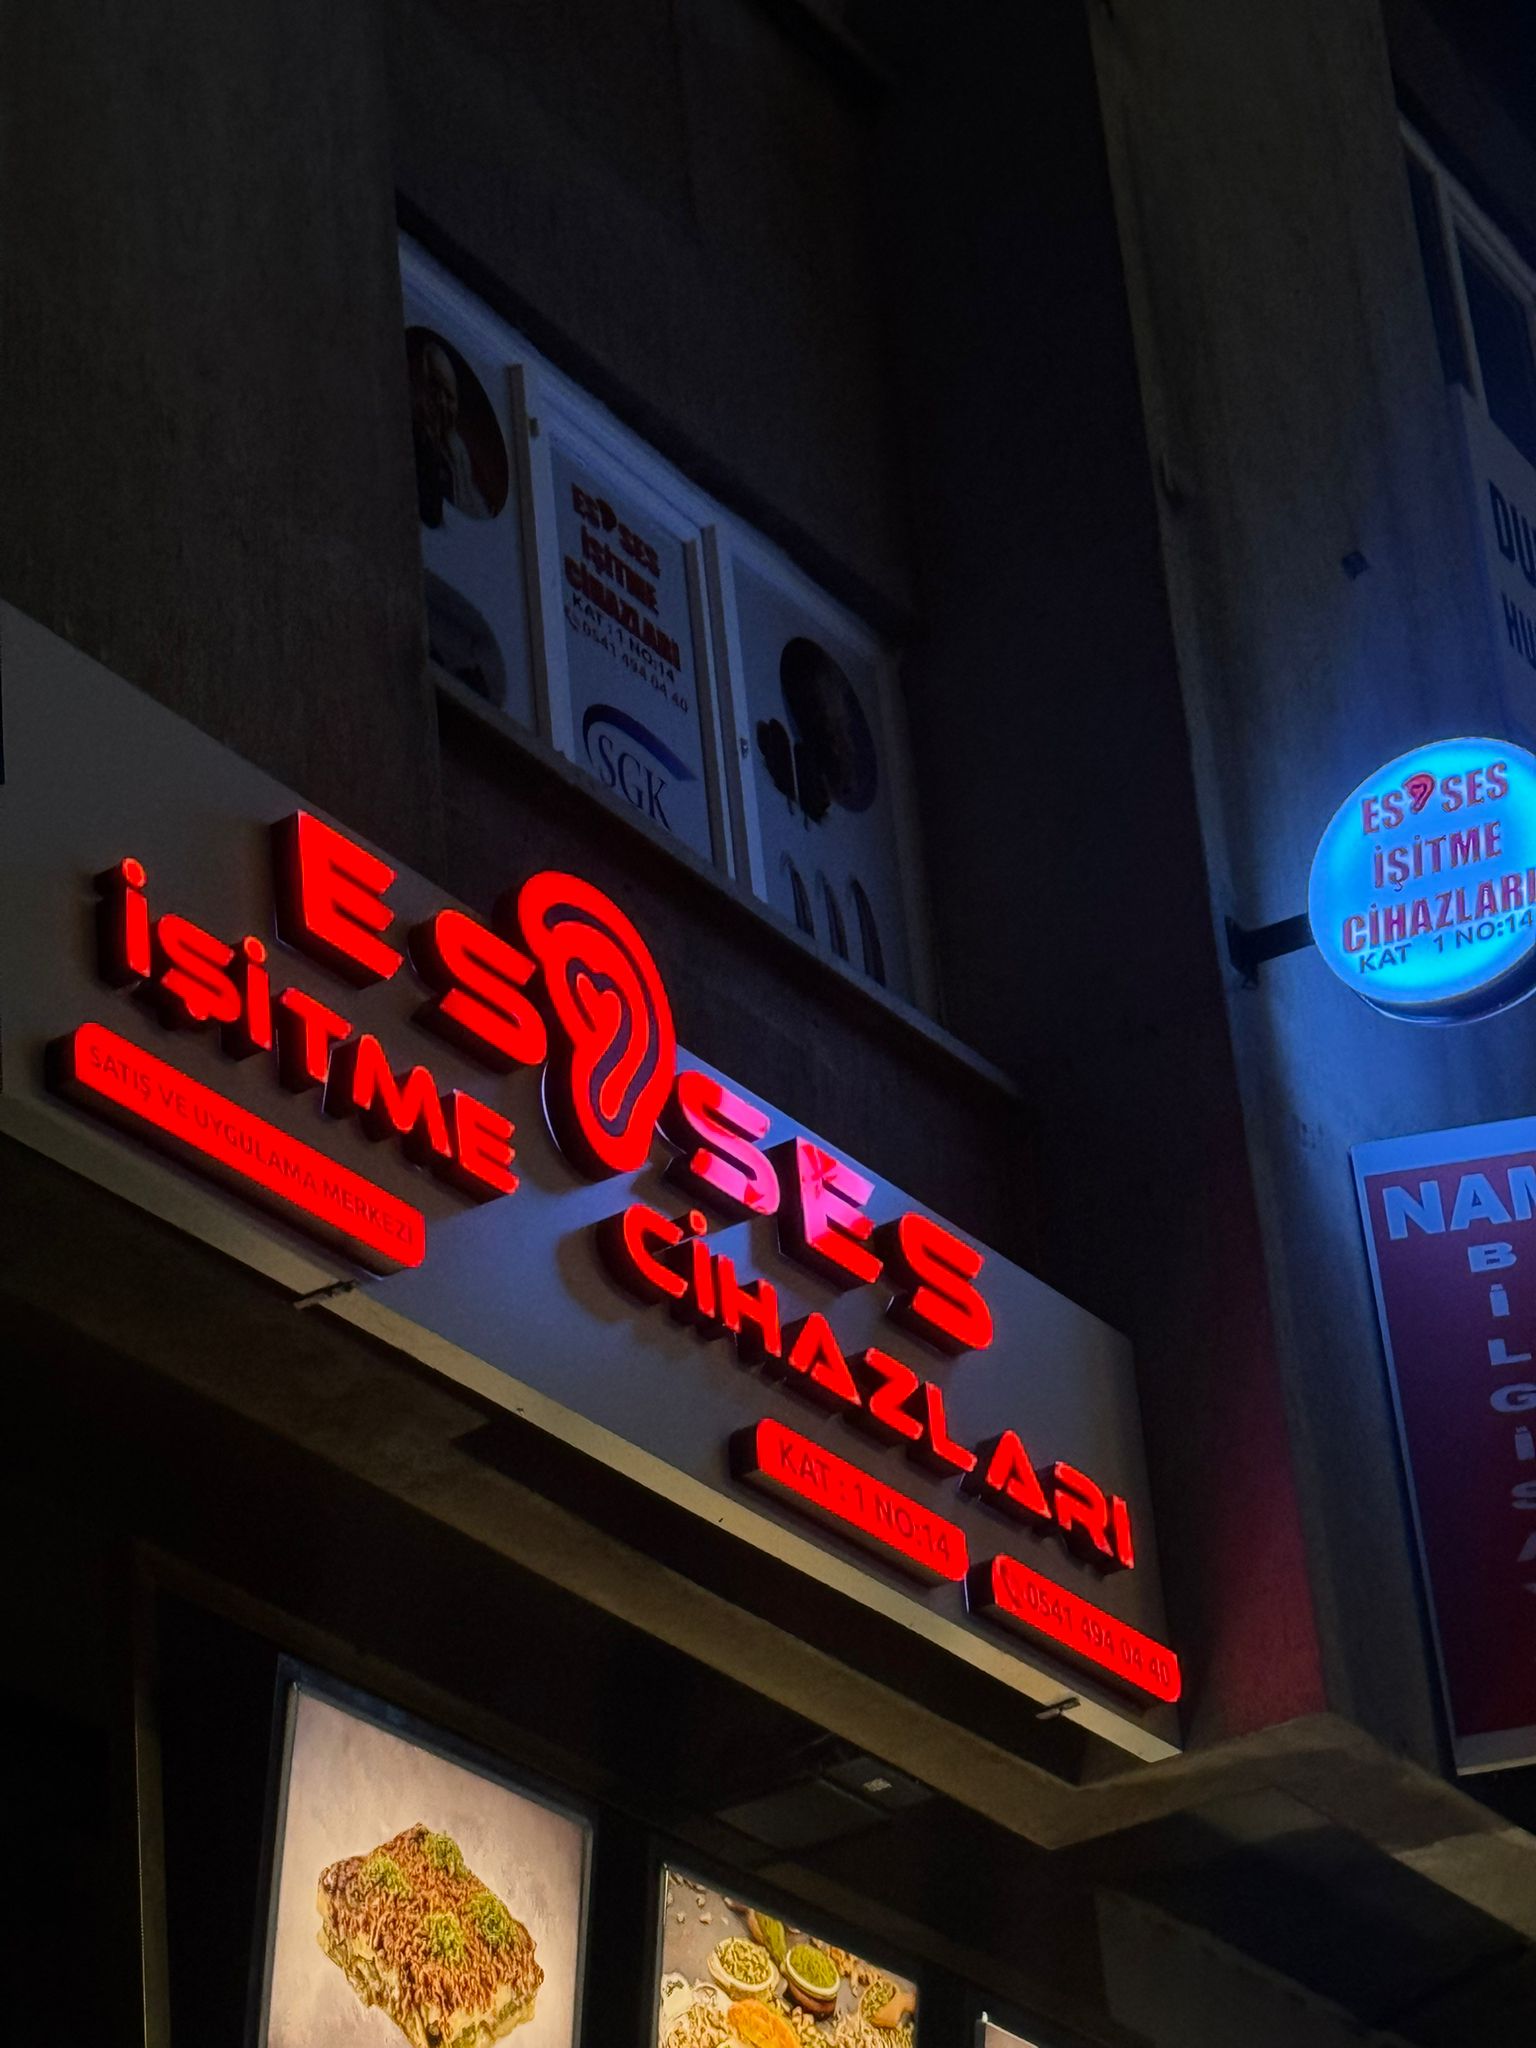 ES SES
İŞİTME
CİHAZLARI
KAT : 1 NO:14
0541 494 04 40
SGK
ES SES
İŞİTME CİHAZLARI
SATIŞ VE UYGULAMA MERKEZİ
KAT : 1 NO:14
0541 494 04 40
ES SES
İŞİTME
CİHAZLARI
KAT 1 NO:14